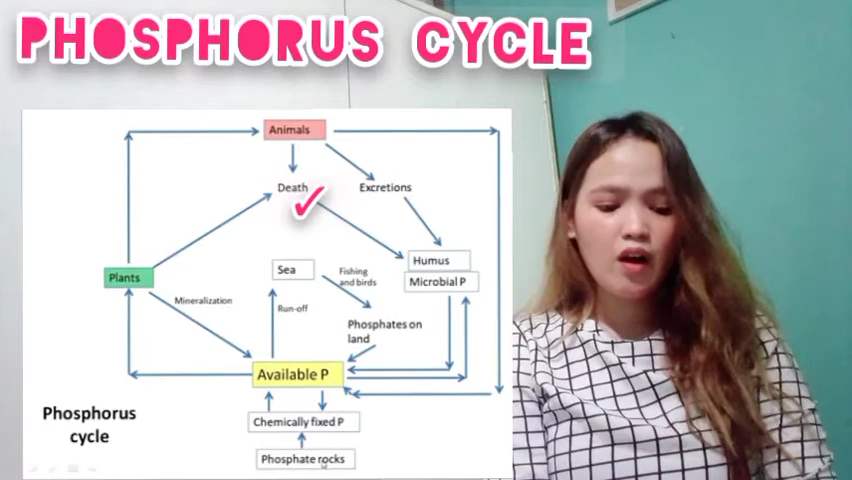 PHOSPHORUS CYCLE
Animals
Death
Excretions
Humus
Microbial P
Plants
Sea
Fishing
and birds
Mineralization
Run-off
Phosphates on
land
Available P
Chemically fixed P
Phosphate rocks
Phosphorus
cycle